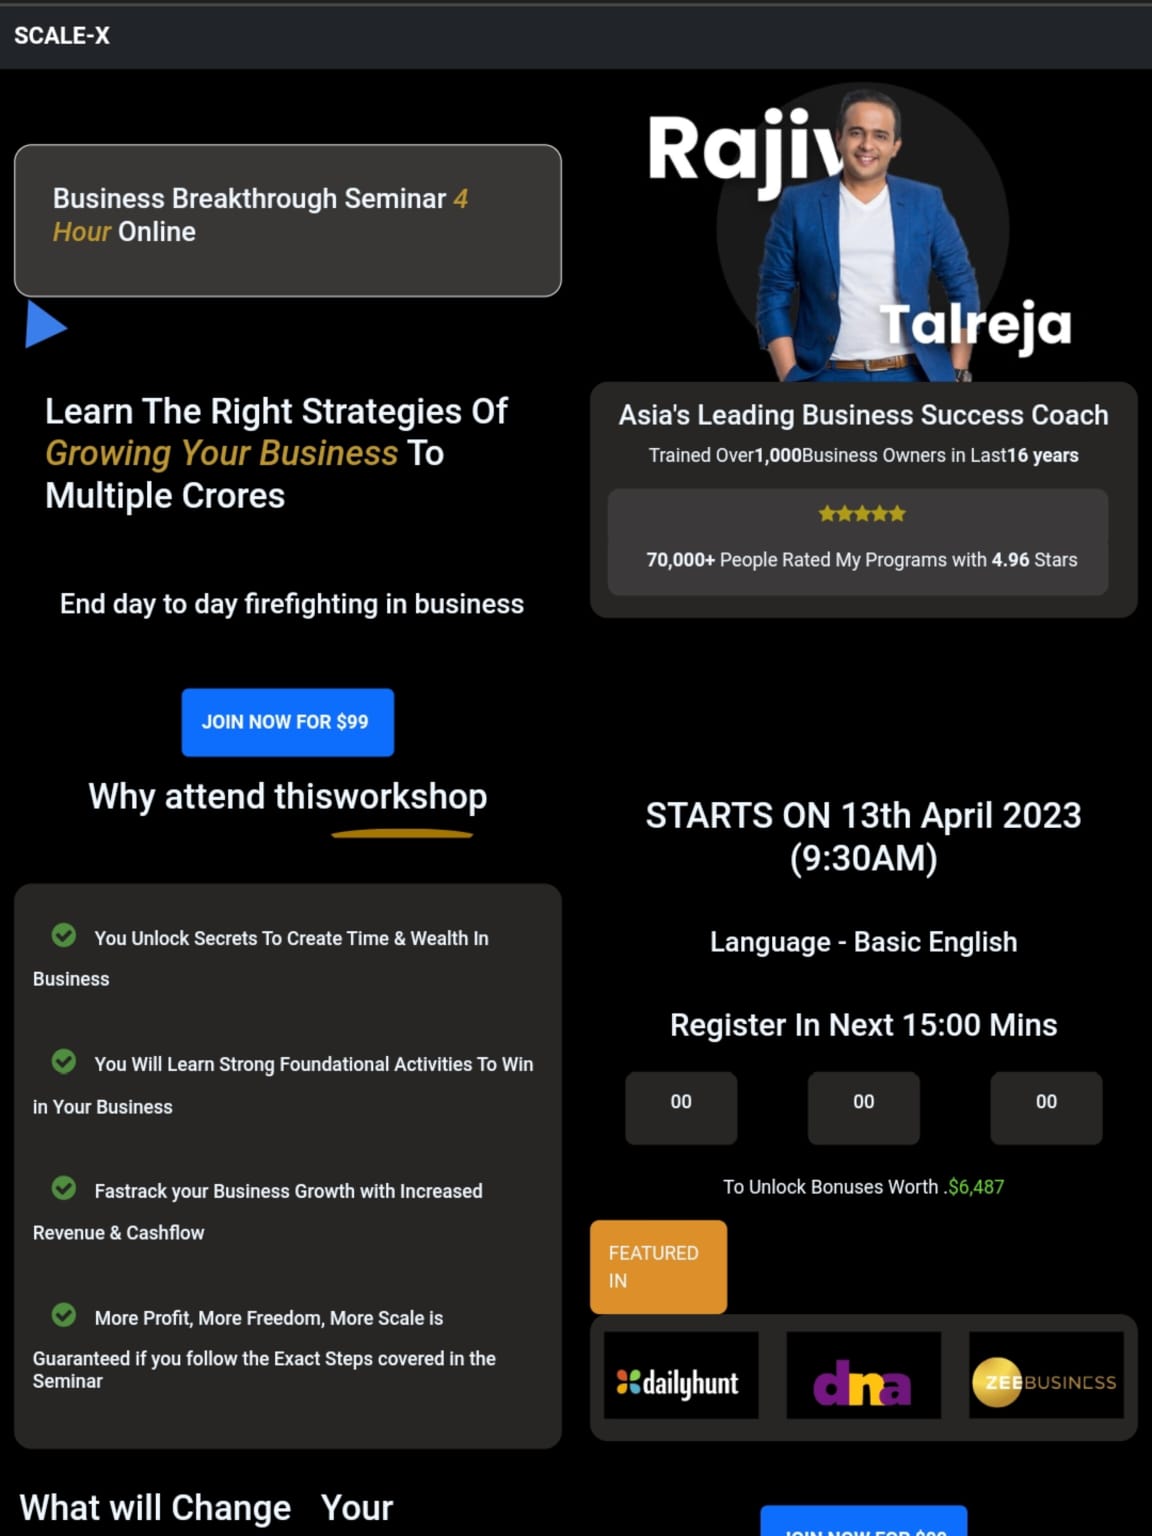 SCALE-X
Business Breakthrough Seminar 4
Hour Online
Learn The Right Strategies Of
Growing Your Business To
Multiple Crores
End day to day firefighting in business
JOIN NOW FOR $99
Why attend thisworkshop
You Unlock Secrets To Create Time & Wealth In
Business
You Will Learn Strong Foundational Activities To Win
in Your Business
Fastrack your Business Growth with Increased
Revenue & Cashflow
More Profit, More Freedom, More Scale is
Guaranteed if you follow the Exact Steps covered in the
Seminar
What will Change Your
Rajiv
Talreja
Asia's Leading Business Success Coach
Trained Over1,000Business Owners in Last16 years
70,000+ People Rated My Programs with 4.96 Stars
STARTS ON 13th April 2023
(9:30AM)
Language - Basic English
Register In Next 15:00 Mins
00 00 00
To Unlock Bonuses Worth .$6,487
FEATURED
IN
dailyhunt dna ZEEBUSINESS
JOIN NOW FOR $99